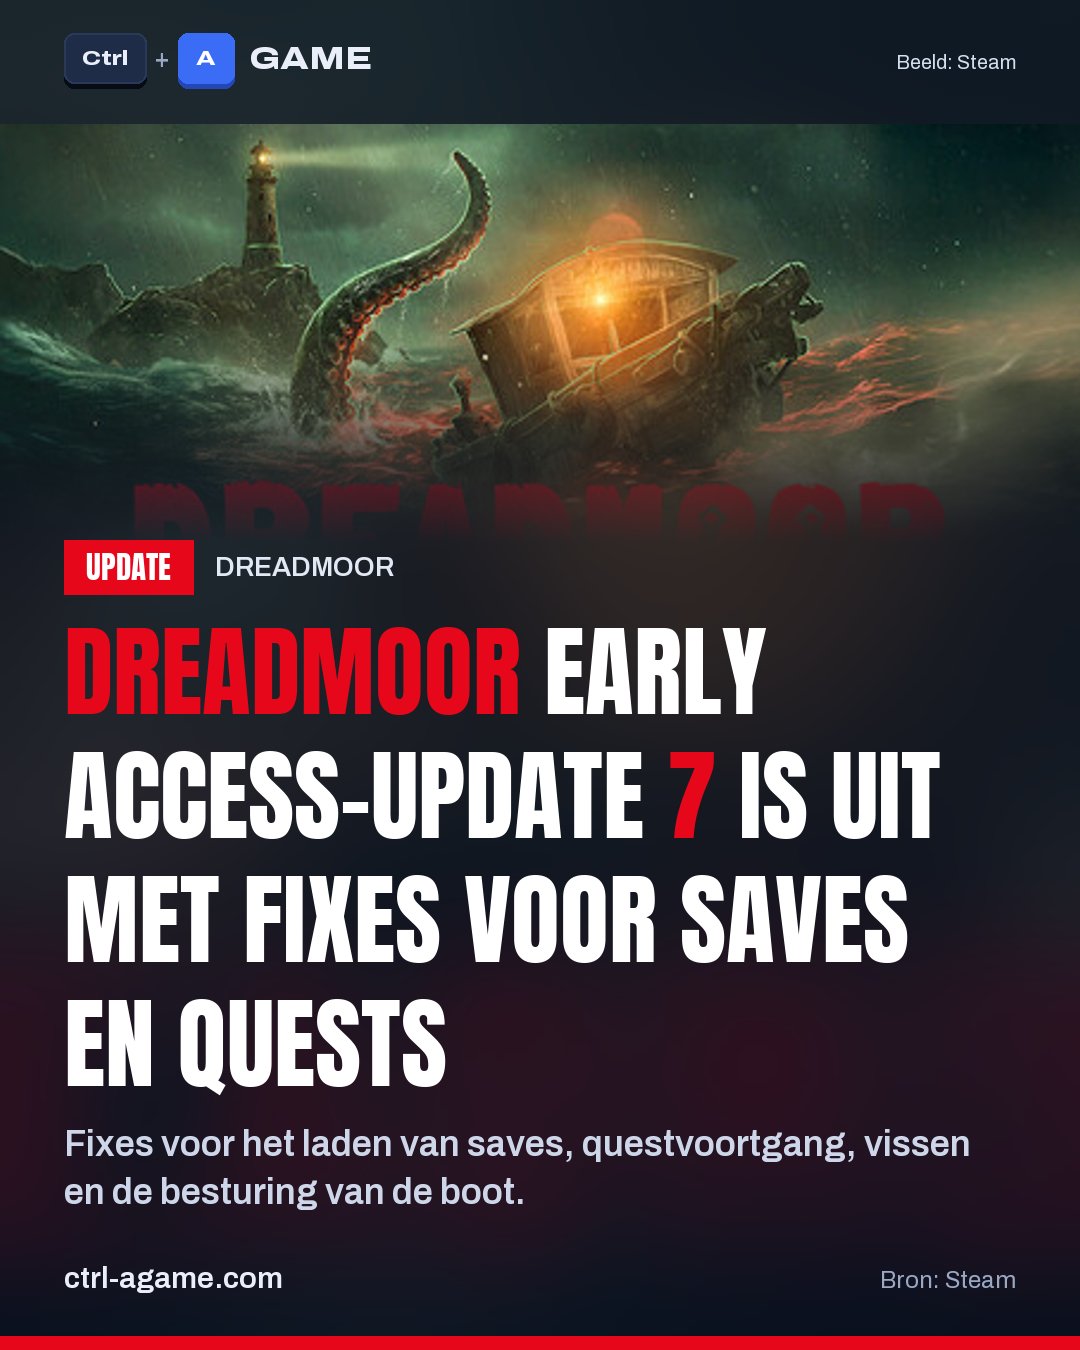 Ctrl + A GAME
Beeld: Steam
DREADMOOR
UPDATE DREADMOOR
DREADMOOR EARLY
ACCESS-UPDATE 7 IS UIT
MET FIXES VOOR SAVES
EN QUESTS
Fixes voor het laden van saves, questvoortgang, vissen
en de besturing van de boot.
ctrl-agame.com
Bron: Steam